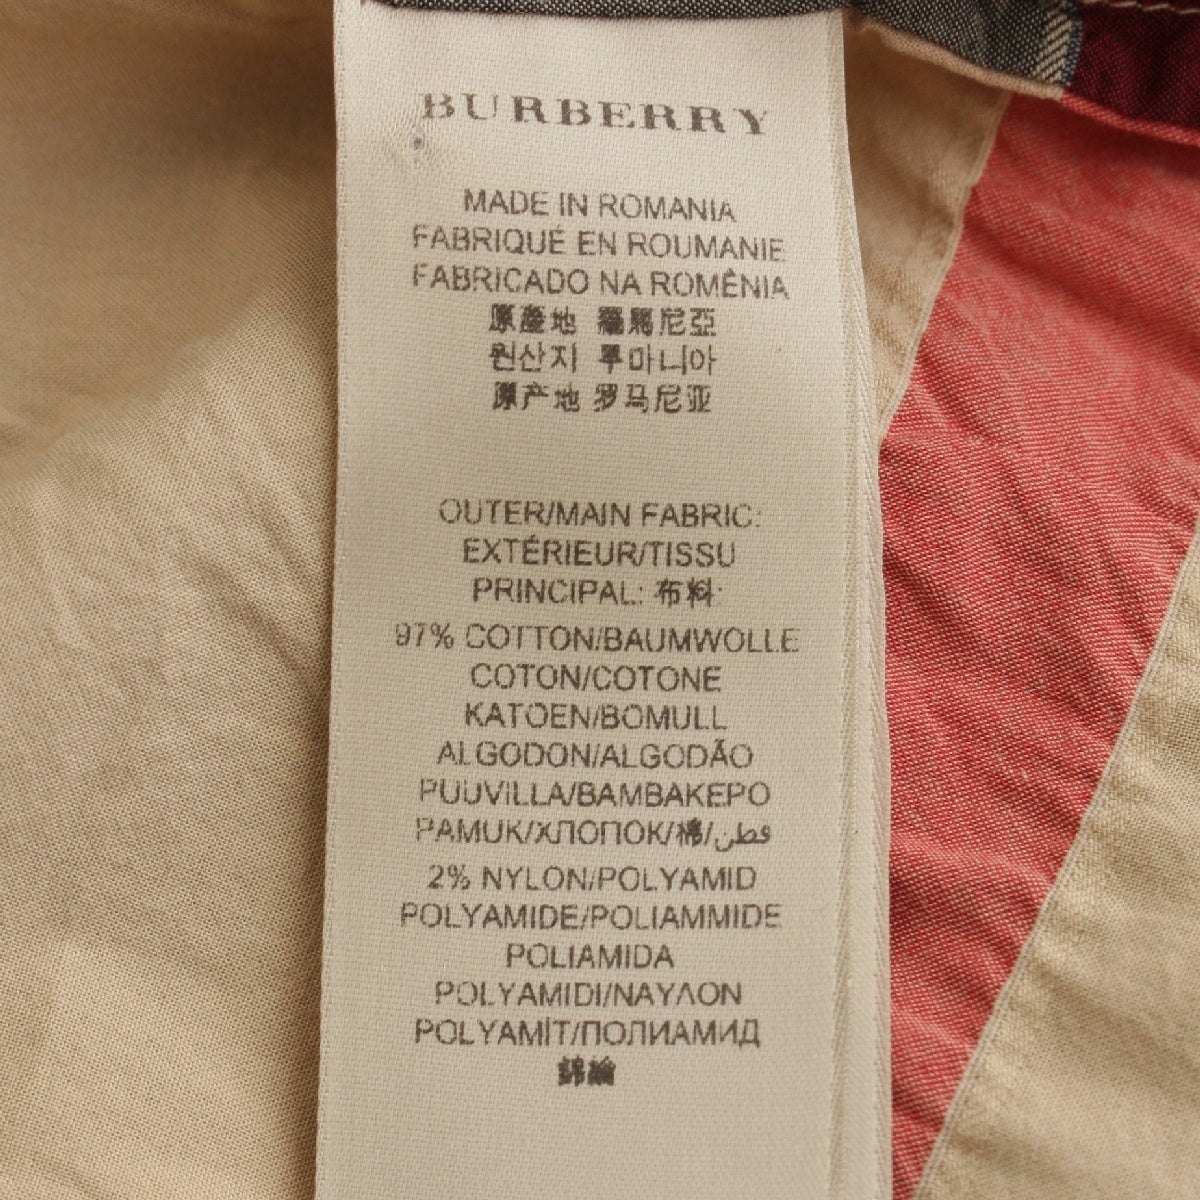 BURBERRY
MADE IN ROMANIA
FABRIQUÉ EN ROUMANIE
FABRICADO NA ROMÊNIA
原產地 羅馬尼亞
원산지 루마니아
原产地 罗马尼亚
OUTER/MAIN FABRIC:
EXTÉRIEUR/TISSU
PRINCIPAL: 布料:
97% COTTON/BAUMWOLLE
COTON/COTONE
KATOEN/BOMULL
ALGODON/ALGODÃO
PUUVILLA/ΒΑΜΒΑΚΕΡΟ
PAMUK/ХЛОПОК/棉/قطن
2% NYLON/POLYAMID
POLYAMIDE/POLIAMMIDE
POLIAMIDA
POLYAMIDI/ΝΑΥΛΟΝ
POLYAMİT/ПОЛИАМИД
錦綸